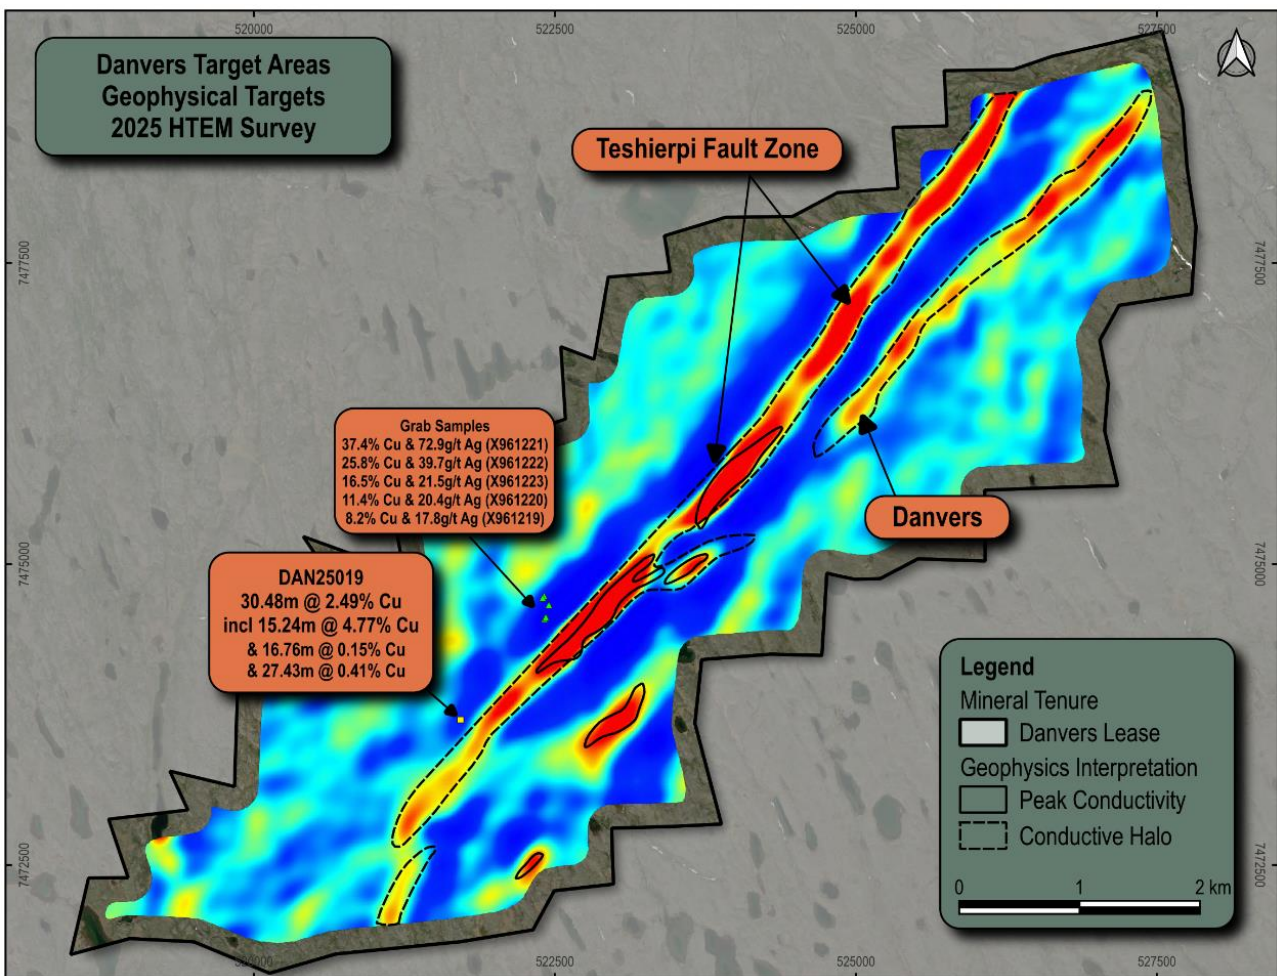 520000
522500
525000
527500
Danvers Target Areas
Geophysical Targets
2025 HTEM Survey
Teshierpi Fault Zone
7477500
7477500
Grab Samples
37.4% Cu & 72.9g/t Ag (X961221)
25.8% Cu & 39.7g/t Ag (X961222)
16.5% Cu & 21.5g/t Ag (X961223)
11.4% Cu & 20.4g/t Ag (X961220)
8.2% Cu & 17.8g/t Ag (X961219)
Danvers
7475000
7475000
DAN25019
30.48m @ 2.49% Cu
incl 15.24m @ 4.77% Cu
& 16.76m @ 0.15% Cu
& 27.43m @ 0.41% Cu
Legend
Mineral Tenure
Danvers Lease
Geophysics Interpretation
Peak Conductivity
Conductive Halo
0 1 2 km
7472500
7472500
520000
522500
525000
527500